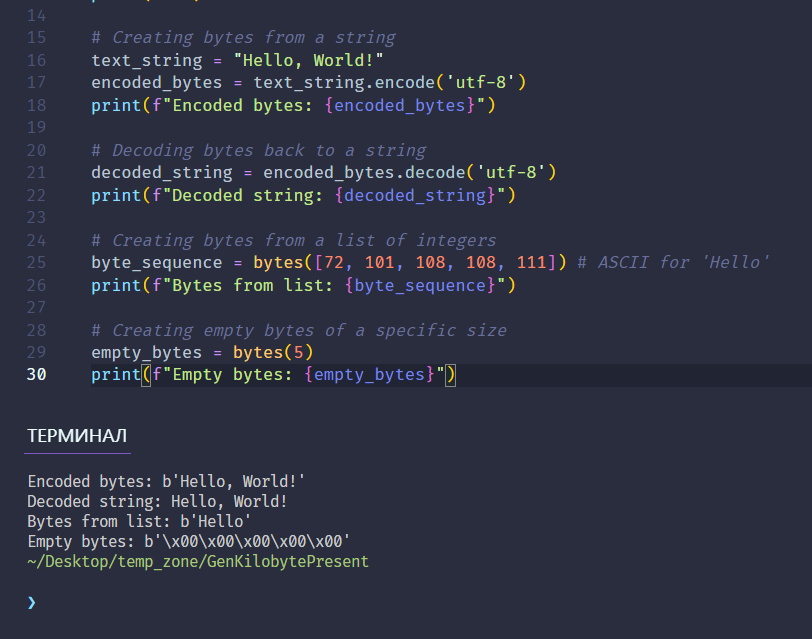 14
15 # Creating bytes from a string
16 text_string = "Hello, World!"
17 encoded_bytes = text_string.encode('utf-8')
18 print(f"Encoded bytes: {encoded_bytes}")
19
20 # Decoding bytes back to a string
21 decoded_string = encoded_bytes.decode('utf-8')
22 print(f"Decoded string: {decoded_string}")
23
24 # Creating bytes from a list of integers
25 byte_sequence = bytes([72, 101, 108, 108, 111]) # ASCII for 'Hello'
26 print(f"Bytes from list: {byte_sequence}")
27
28 # Creating empty bytes of a specific size
29 empty_bytes = bytes(5)
30 print(f"Empty bytes: {empty_bytes}")
ТЕРМИНАЛ
Encoded bytes: b'Hello, World!'
Decoded string: Hello, World!
Bytes from list: b'Hello'
Empty bytes: b'\x00\x00\x00\x00\x00'
~/Desktop/temp_zone/GenKilobytePresent
❯